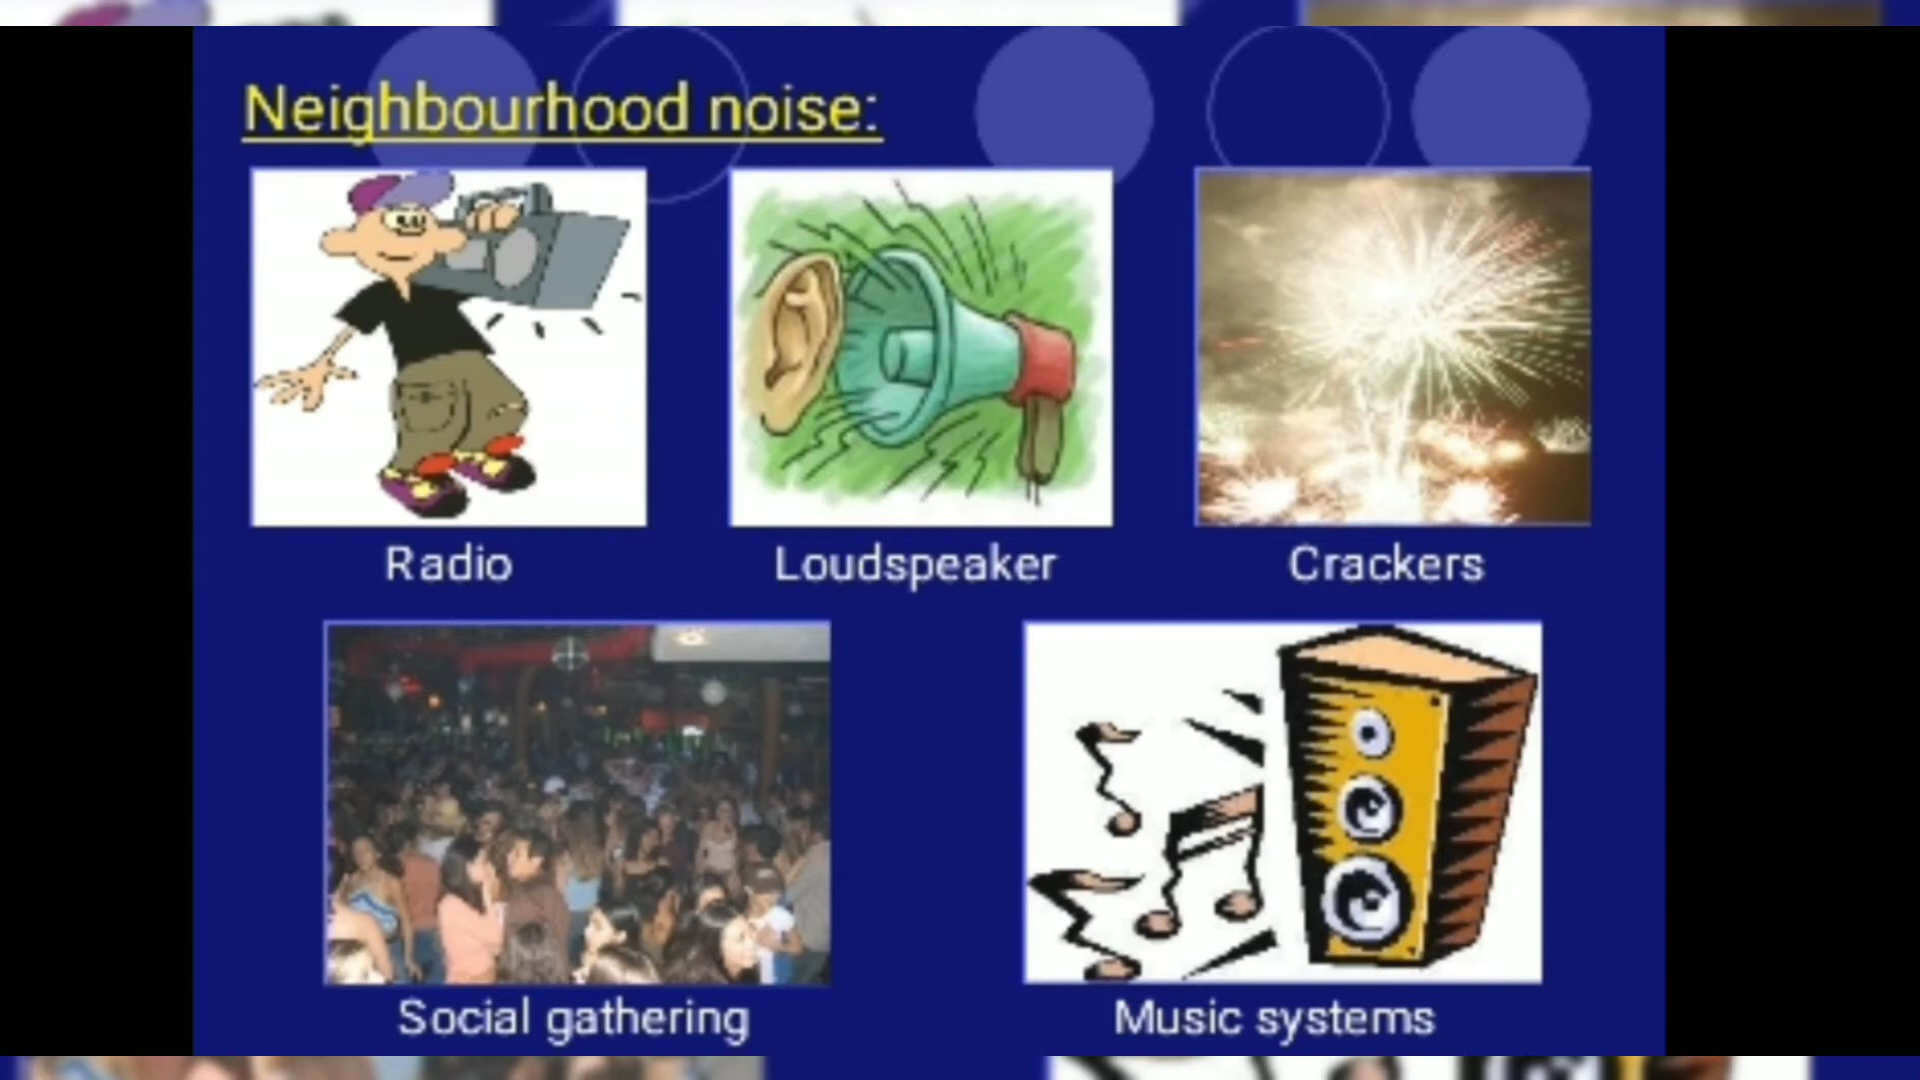 Neighbourhood noise:
Radio
Loudspeaker
Crackers
Social gathering
Music systems